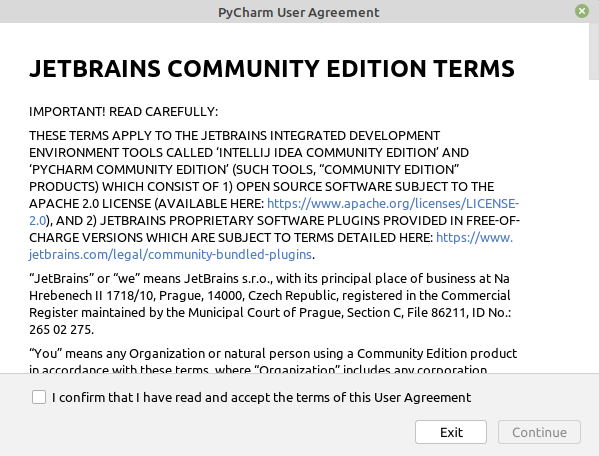 PyCharm User Agreement
JETBRAINS COMMUNITY EDITION TERMS
IMPORTANT! READ CAREFULLY:
THESE TERMS APPLY TO THE JETBRAINS INTEGRATED DEVELOPMENT
ENVIRONMENT TOOLS CALLED ‘INTELLIJ IDEA COMMUNITY EDITION’ AND
‘PYCHARM COMMUNITY EDITION’ (SUCH TOOLS, “COMMUNITY EDITION”
PRODUCTS) WHICH CONSIST OF 1) OPEN SOURCE SOFTWARE SUBJECT TO THE
APACHE 2.0 LICENSE (AVAILABLE HERE: https://www.apache.org/licenses/LICENSE-
2.0), AND 2) JETBRAINS PROPRIETARY SOFTWARE PLUGINS PROVIDED IN FREE-OF-
CHARGE VERSIONS WHICH ARE SUBJECT TO TERMS DETAILED HERE: https://www.
jetbrains.com/legal/community-bundled-plugins.
“JetBrains” or “we” means JetBrains s.r.o., with its principal place of business at Na
Hrebenech II 1718/10, Prague, 14000, Czech Republic, registered in the Commercial
Register maintained by the Municipal Court of Prague, Section C, File 86211, ID No.:
265 02 275.
“You” means any Organization or natural person using a Community Edition product
in accordance with these terms, where “Organization” includes any corporation,
I confirm that I have read and accept the terms of this User Agreement
Exit
Continue